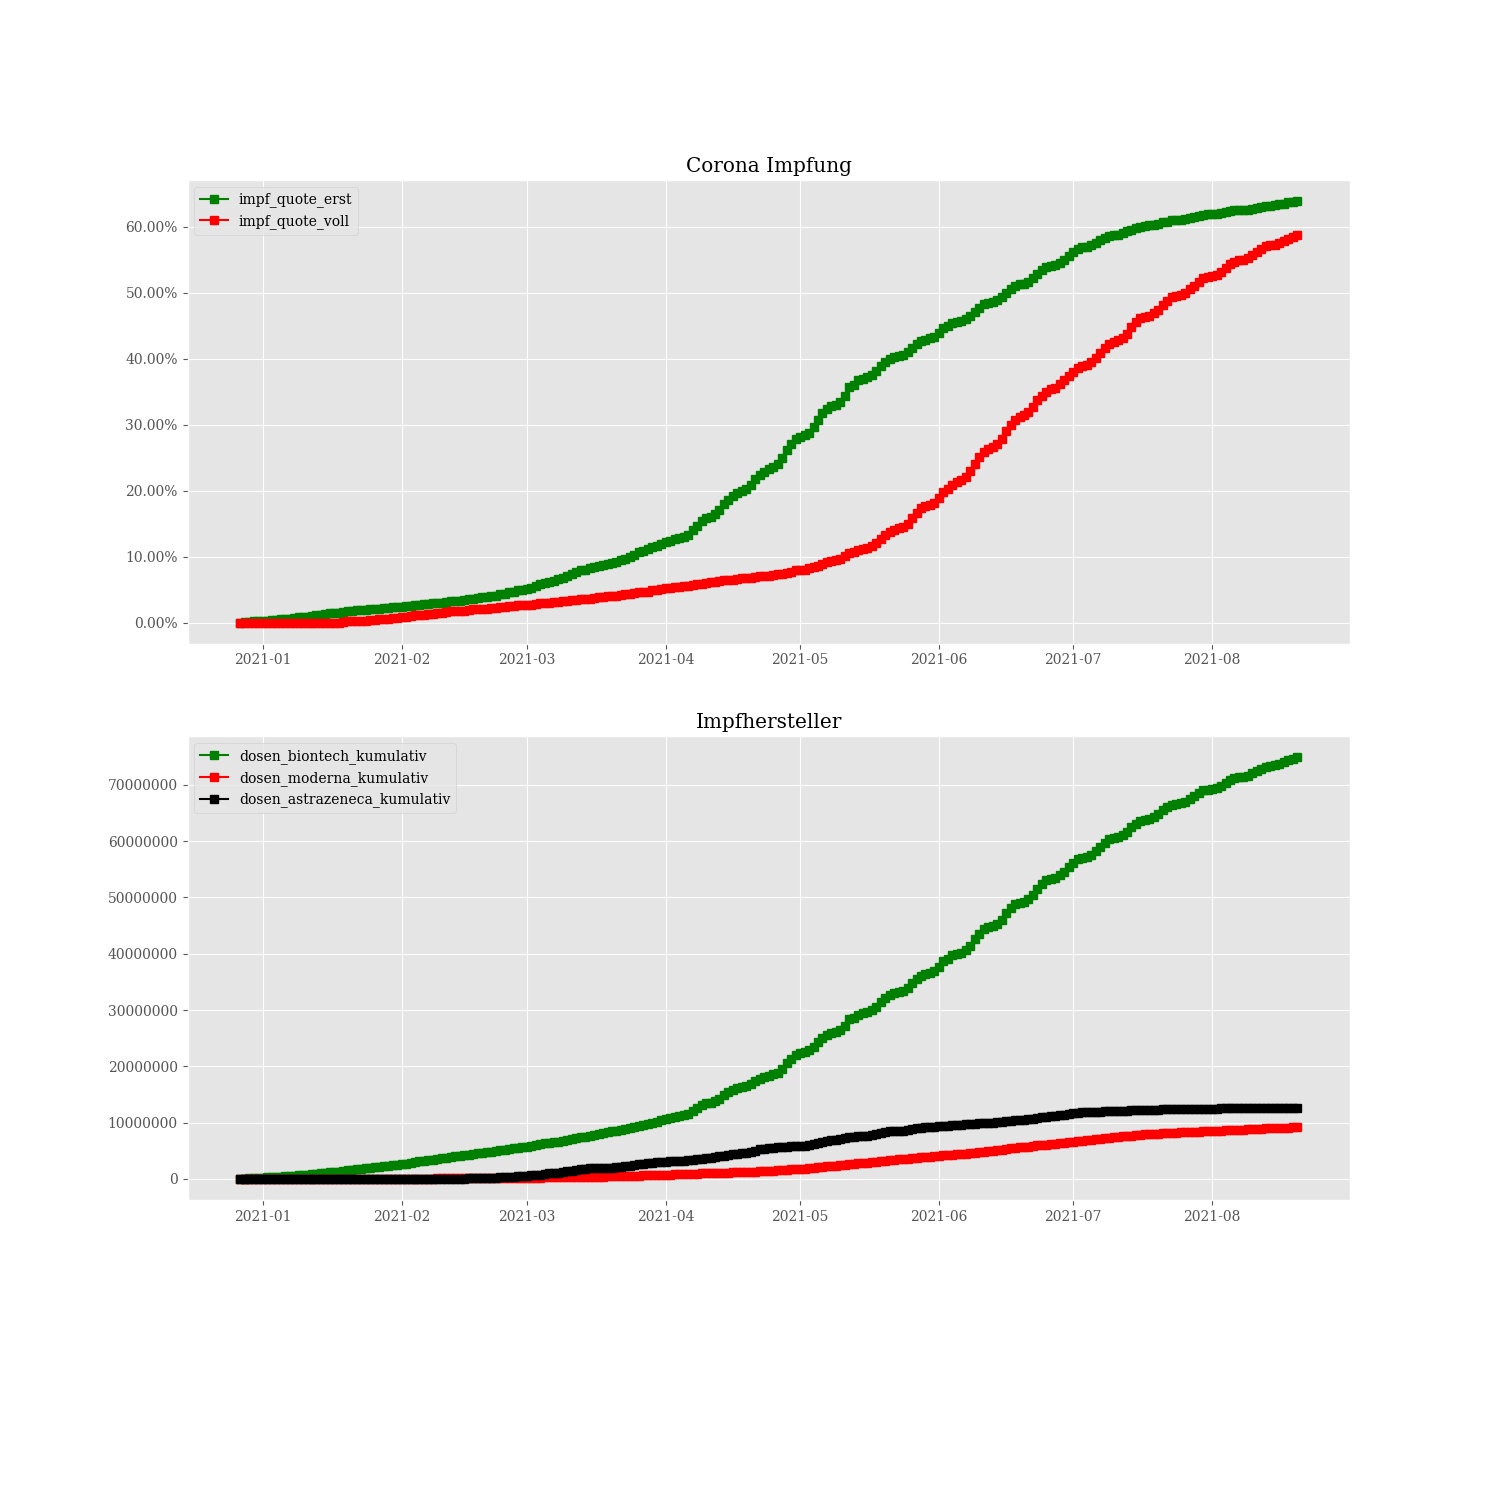 Corona Impfung
impf_quote_erst
impf_quote_voll
60.00%
50.00%
40.00%
30.00%
20.00%
10.00%
0.00%
2021-01 2021-02 2021-03 2021-04 2021-05 2021-06 2021-07 2021-08
Impfhersteller
dosen_biontech_kumulativ
dosen_moderna_kumulativ
dosen_astrazeneca_kumulativ
70000000
60000000
50000000
40000000
30000000
20000000
10000000
0
2021-01 2021-02 2021-03 2021-04 2021-05 2021-06 2021-07 2021-08